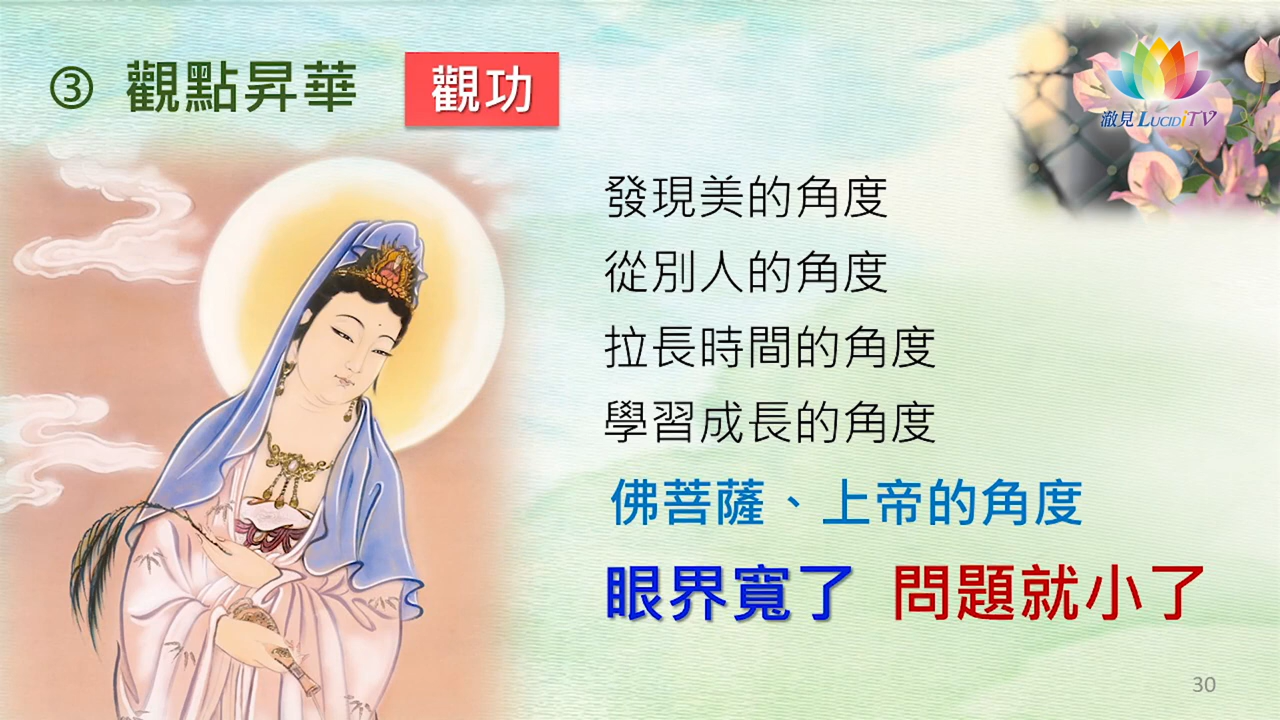 ③ 觀點昇華 觀功
澈見 LUCIDiTV
發現美的角度
從別人的角度
拉長時間的角度
學習成長的角度
佛菩薩、上帝的角度
眼界寬了 問題就小了
30